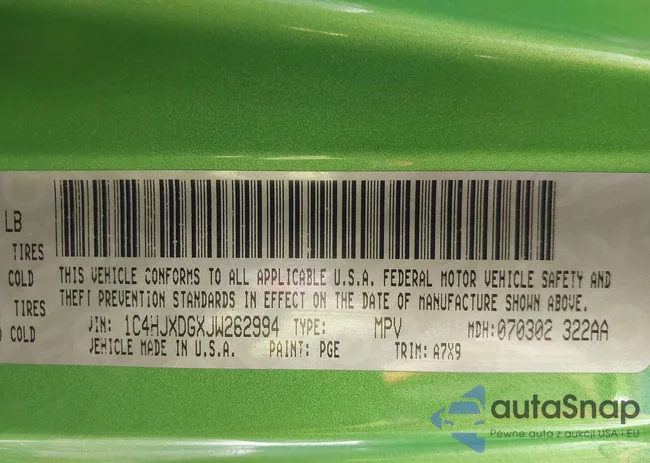 LB
TIRES
COLD THIS VEHICLE CONFORMS TO ALL APPLICABLE U.S.A. FEDERAL MOTOR VEHICLE SAFETY AND
TIRES THEFT PREVENTION STANDARDS IN EFFECT ON THE DATE OF MANUFACTURE SHOWN ABOVE.
COLD VIN: 1C4HJXDGXJW262994 TYPE: MPV MDH:070302 322AA
VEHICLE MADE IN U.S.A. PAINT: PGE TRIM: A7X9
autaSnap
Pewne auta z aukcji USA i EU